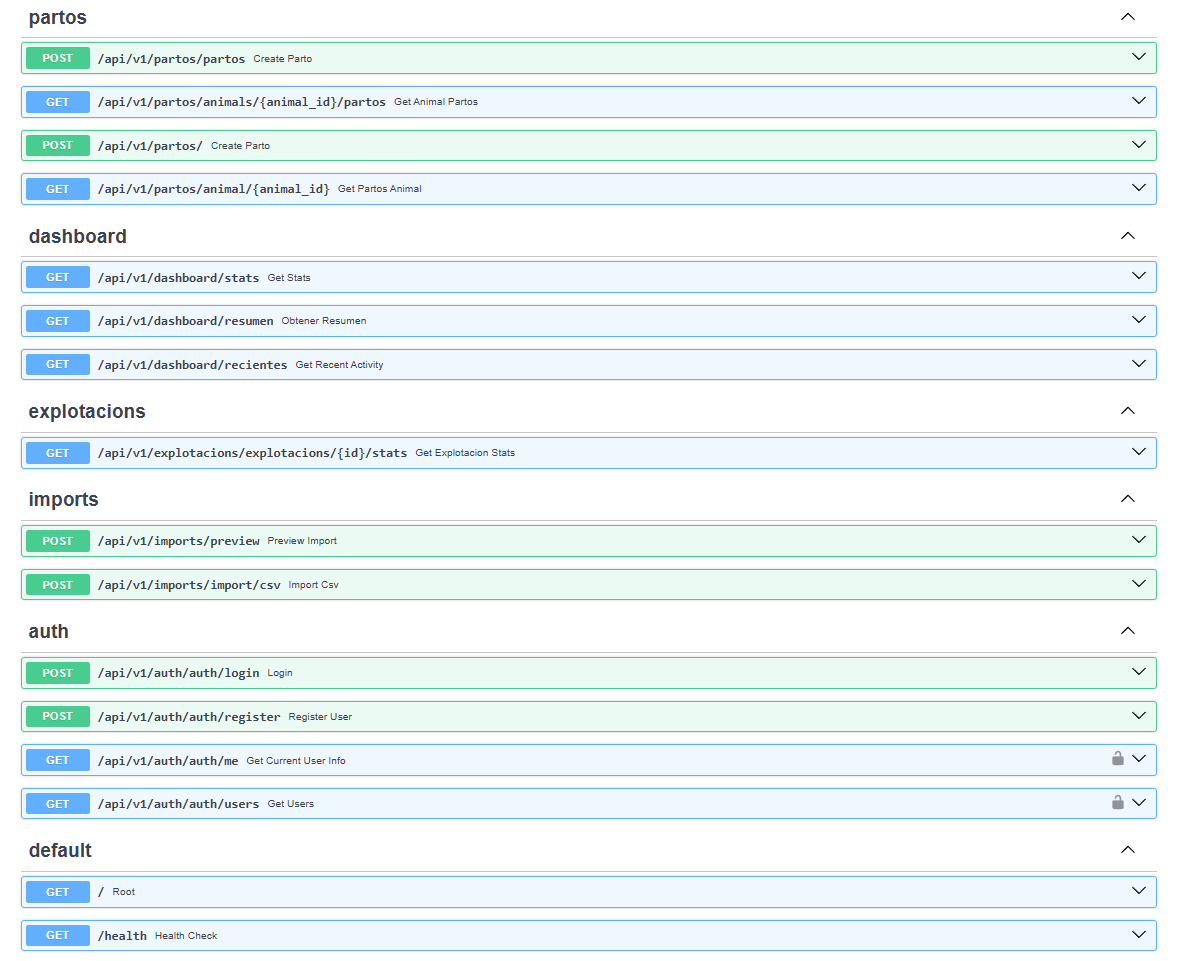 partos
POST /api/v1/partos/partos Create Parto
GET /api/v1/partos/animals/{animal_id}/partos Get Animal Partos
POST /api/v1/partos/ Create Parto
GET /api/v1/partos/animal/{animal_id} Get Partos Animal
dashboard
GET /api/v1/dashboard/stats Get Stats
GET /api/v1/dashboard/resumen Obtener Resumen
GET /api/v1/dashboard/recientes Get Recent Activity
explotacions
GET /api/v1/explotacions/explotacions/{id}/stats Get Explotacion Stats
imports
POST /api/v1/imports/preview Preview Import
POST /api/v1/imports/import/csv Import Csv
auth
POST /api/v1/auth/auth/login Login
POST /api/v1/auth/auth/register Register User
GET /api/v1/auth/auth/me Get Current User Info
GET /api/v1/auth/auth/users Get Users
default
GET / Root
GET /health Health Check